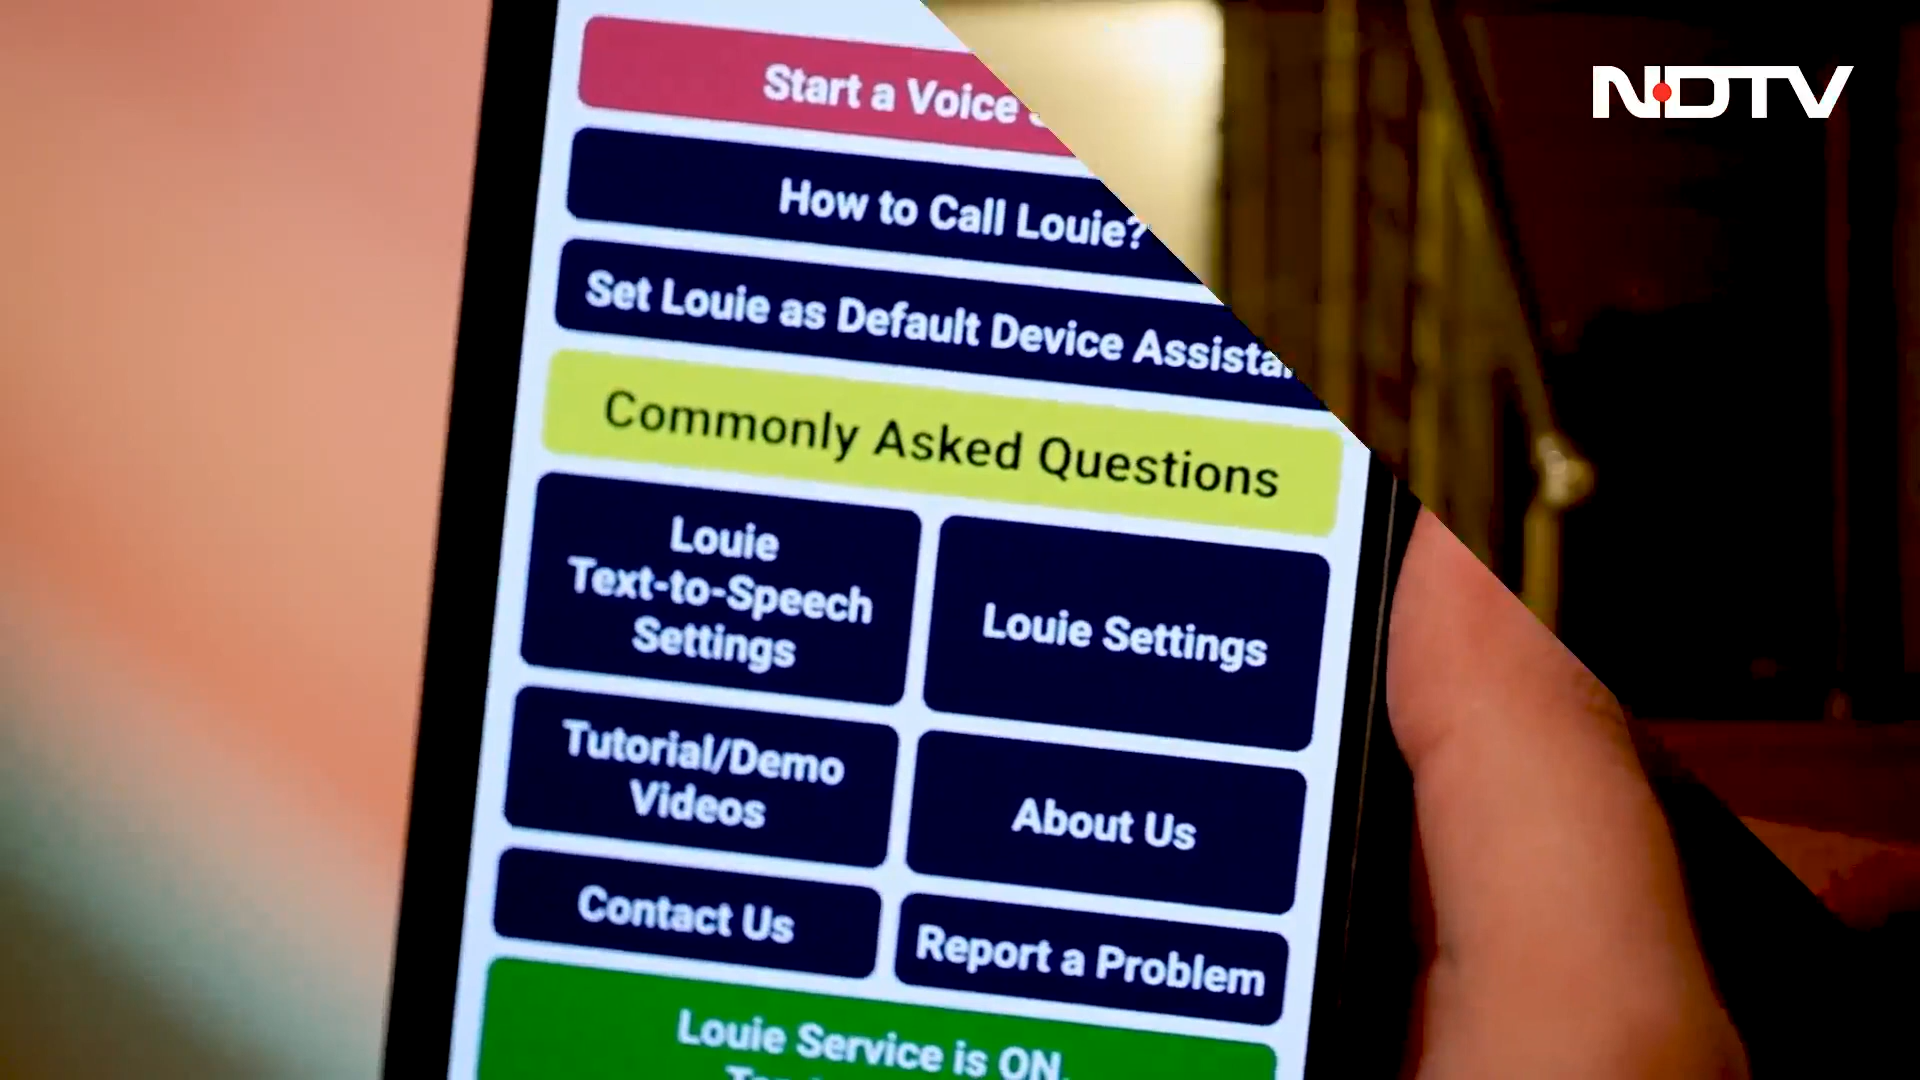 NDTV
Start a Voice
How to Call Louie?
Set Louie as Default Device
Commonly Asked Questions
Louie
Text-to-Speech
Settings
Louie Settings
Tutorial/Demo
Videos
About Us
Contact Us
Report a Problem
Louie Service is ON.